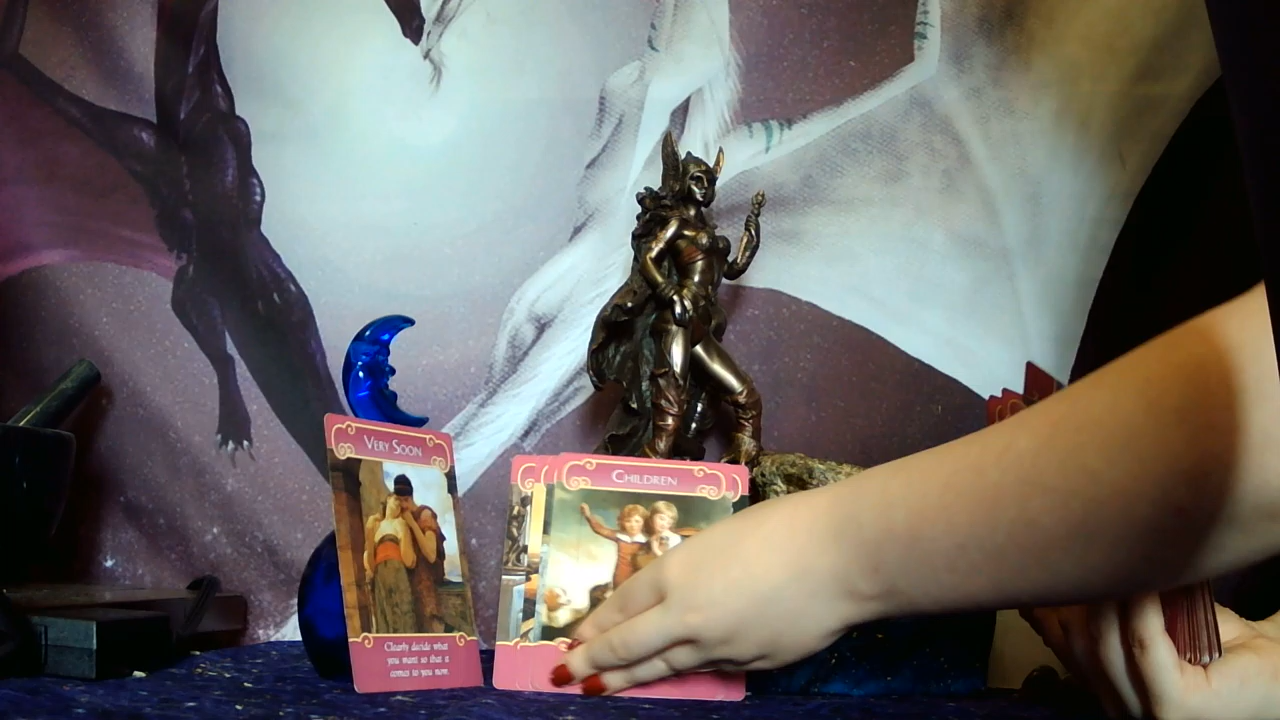 VERY SOON
Clearly decide what
you want so that it
comes to you now.
CHILDREN